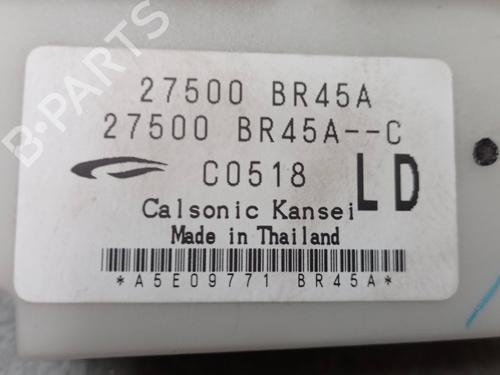 27500 BR45A
27500 BR45A--C
C0518
LD
Calsonic Kansei
Made in Thailand
*A5E09771 BR45A*
B-PARTS